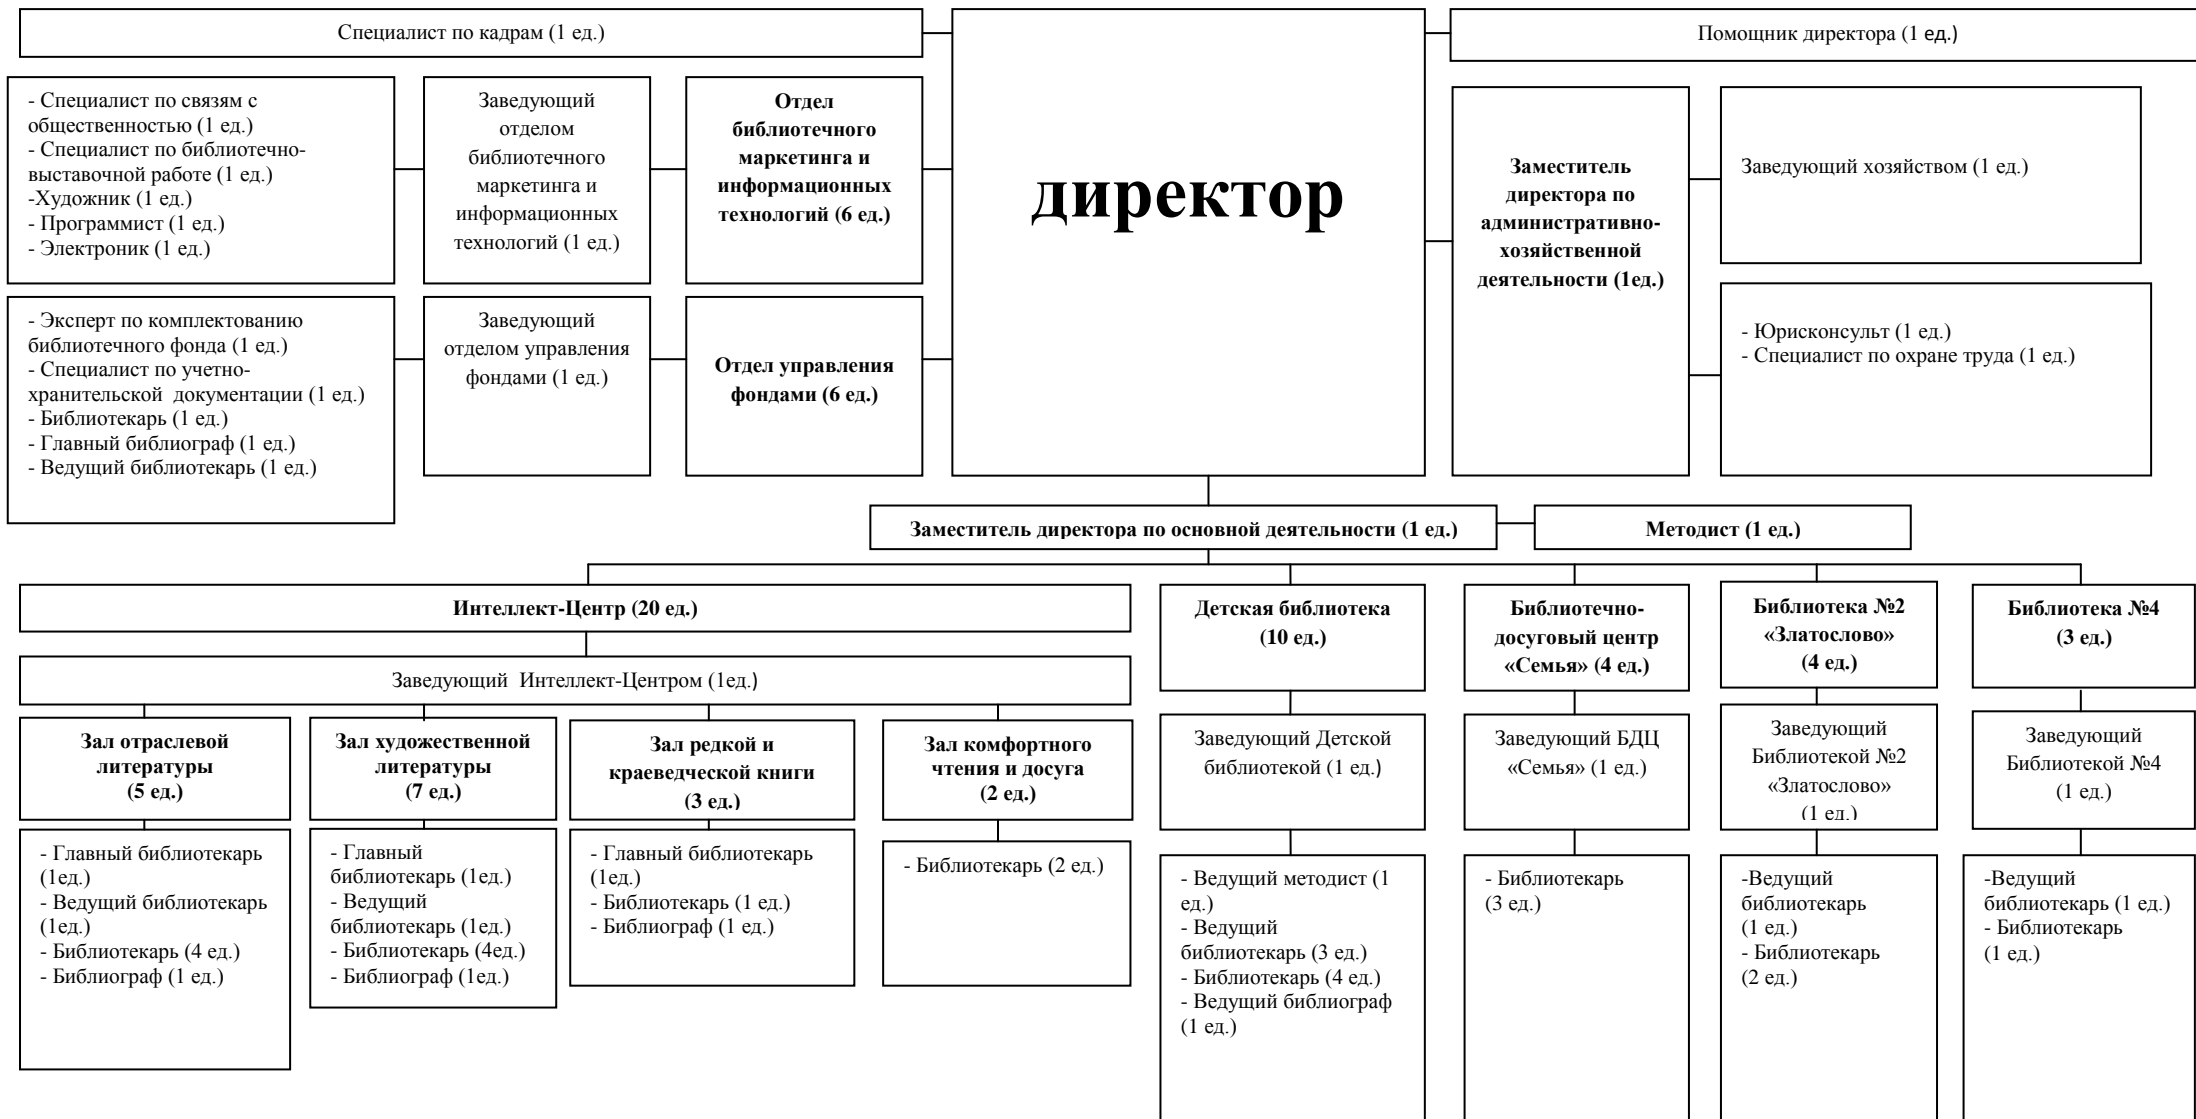 Специалист по кадрам (1 ед.)
Помощник директора (1 ед.)
- Специалист по связям с
общественностью (1 ед.)
- Специалист по библиотечно-
выставочной работе (1 ед.)
-Художник (1 ед.)
- Программист (1 ед.)
- Электроник (1 ед.)
Заведующий
отделом
библиотечного
маркетинга и
информационных
технологий (1 ед.)
Отдел
библиотечного
маркетинга и
информационных
технологий (6 ед.)
директор
Заместитель
директора по
административно-
хозяйственной
деятельности (1ед.)
Заведующий хозяйством (1 ед.)
- Эксперт по комплектованию
библиотечного фонда (1 ед.)
- Специалист по учетно-
хранительской документации (1 ед.)
- Библиотекарь (1 ед.)
- Главный библиограф (1 ед.)
- Ведущий библиотекарь (1 ед.)
Заведующий
отделом управления
фондами (1 ед.)
Отдел управления
фондами (6 ед.)
- Юрисконсульт (1 ед.)
- Специалист по охране труда (1 ед.)
Заместитель директора по основной деятельности (1 ед.)
Методист (1 ед.)
Интеллект-Центр (20 ед.)
Заведующий Интеллект-Центром (1ед.)
Зал отраслевой
литературы
(5 ед.)
- Главный библиотекарь
(1ед.)
- Ведущий библиотекарь
(1ед.)
- Библиотекарь (4 ед.)
- Библиограф (1 ед.)
Зал художественной
литературы
(7 ед.)
- Главный
библиотекарь (1ед.)
- Ведущий
библиотекарь (1ед.)
- Библиотекарь (4ед.)
- Библиограф (1ед.)
Зал редкой и
краеведческой книги
(3 ед.)
- Главный библиотекарь
(1ед.)
- Библиотекарь (1 ед.)
- Библиограф (1 ед.)
Зал комфортного
чтения и досуга
(2 ед.)
- Библиотекарь (2 ед.)
Детская библиотека
(10 ед.)
Заведующий Детской
библиотекой (1 ед.)
- Ведущий методист (1
ед.)
- Ведущий
библиотекарь (3 ед.)
- Библиотекарь (4 ед.)
- Ведущий библиограф
(1 ед.)
Библиотечно-
досуговый центр
«Семья» (4 ед.)
Заведующий БДЦ
«Семья» (1 ед.)
- Библиотекарь
(3 ед.)
Библиотека №2
«Златослово»
(4 ед.)
Заведующий
Библиотекой №2
«Златослово»
(1 ед.)
-Ведущий
библиотекарь
(1 ед.)
- Библиотекарь
(2 ед.)
Библиотека №4
(3 ед.)
Заведующий
Библиотекой №4
(1 ед.)
-Ведущий
библиотекарь (1 ед.)
- Библиотекарь
(1 ед.)